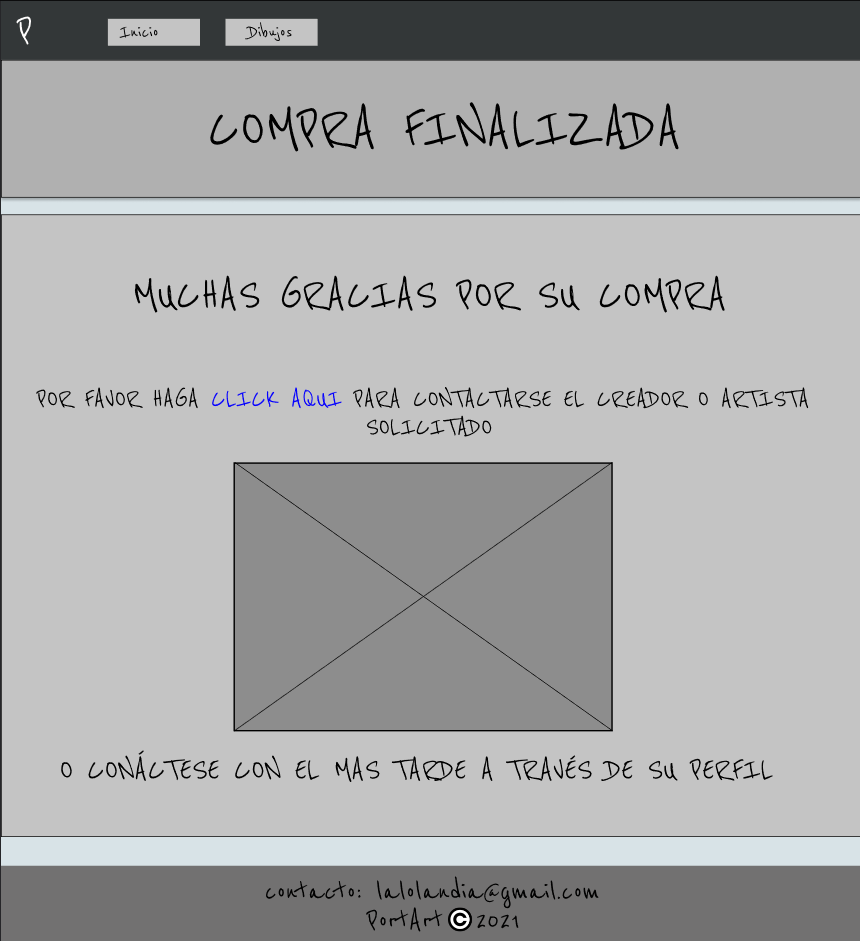 P
Inicio Dibujos
COMPRA FINALIZADA
MUCHAS GRACIAS POR SU COMPRA
POR FAVOR HAGA CLICK AQUI PARA CONTACTARSE EL CREADOR O ARTISTA
SOLICITADO
O CONÁCTESE CON EL MAS TARDE A TRAVÉS DE SU PERFIL
contacto: lalolandia@gmail.com
PortArt © 2021